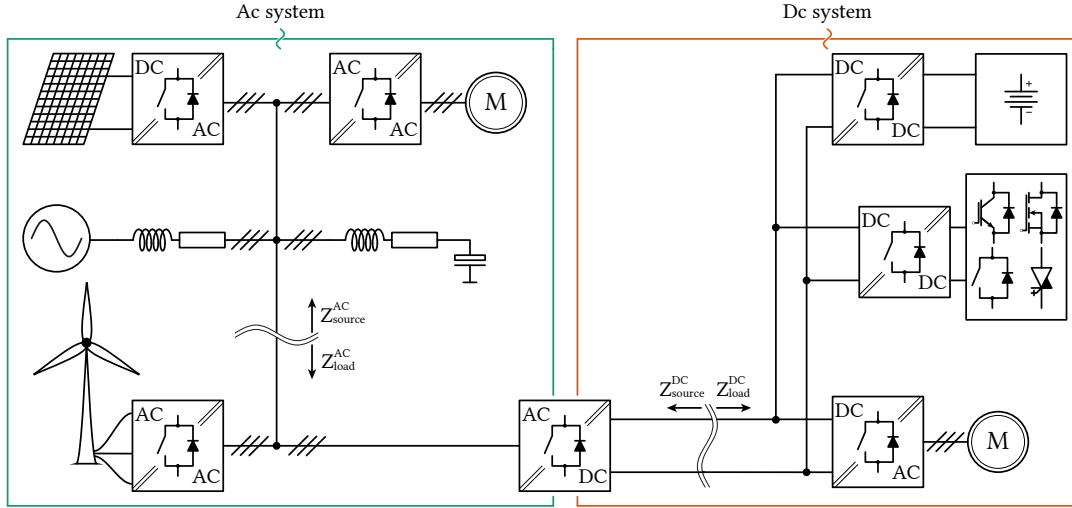 Ac system
Dc system
DC
AC
AC
AC
M
DC
DC
+
−
DC
DC
Z^AC_source
Z^AC_load
AC
AC
AC
DC
Z^DC_source
Z^DC_load
DC
AC
M